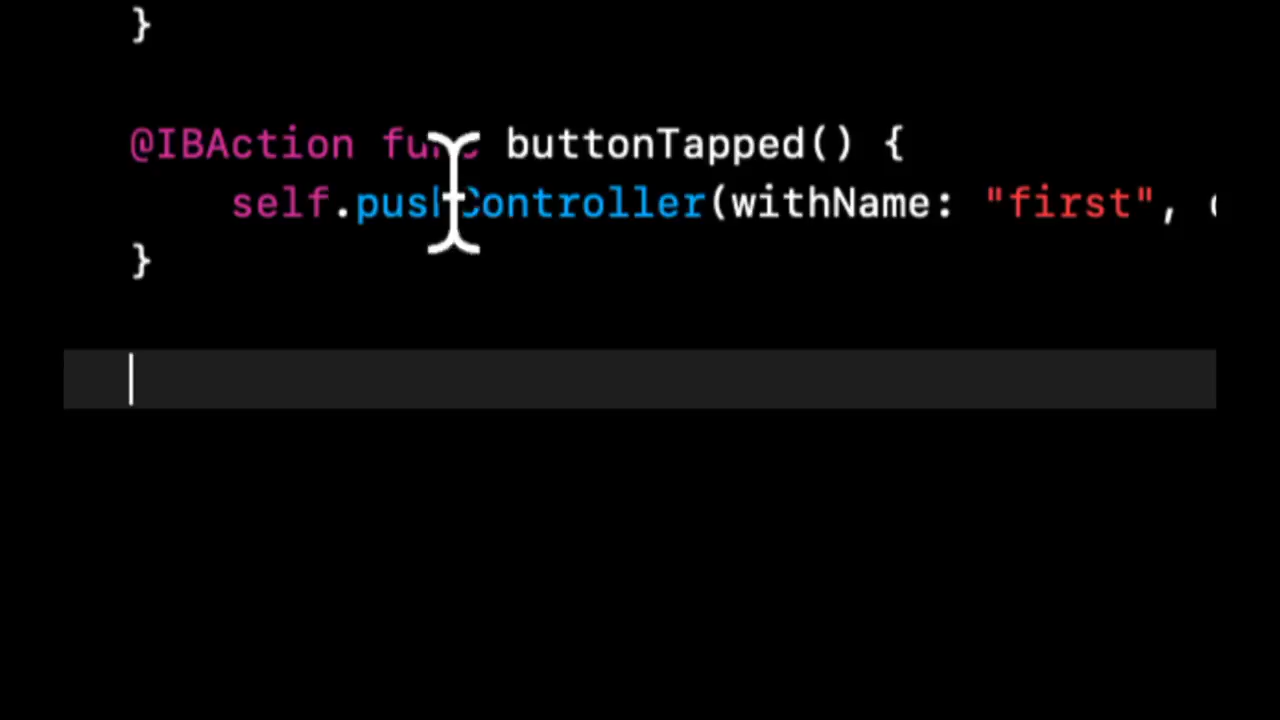 }
@IBAction func buttonTapped() {
self.pushController(withName: "first",
}